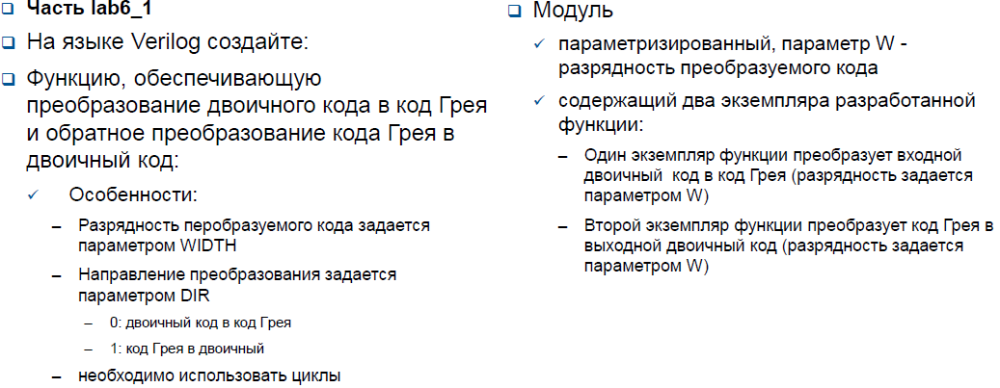 Часть lab6_1
На языке Verilog создайте:
Функцию, обеспечивающую
преобразование двоичного кода в код Грея
и обратное преобразование кода Грея в
двоичный код:
Особенности:
– Разрядность перобразуемого кода задается
параметром WIDTH
– Направление преобразования задается
параметром DIR
– 0: двоичный код в код Грея
– 1: код Грея в двоичный
– необходимо использовать циклы
Модуль
параметризированный, параметр W -
разрядность преобразуемого кода
содержащий два экземпляра разработанной
функции:
– Один экземпляр функции преобразует входной
двоичный код в код Грея (разрядность задается
параметром W)
– Второй экземпляр функции преобразует код Грея в
выходной двоичный код (разрядность задается
параметром W)